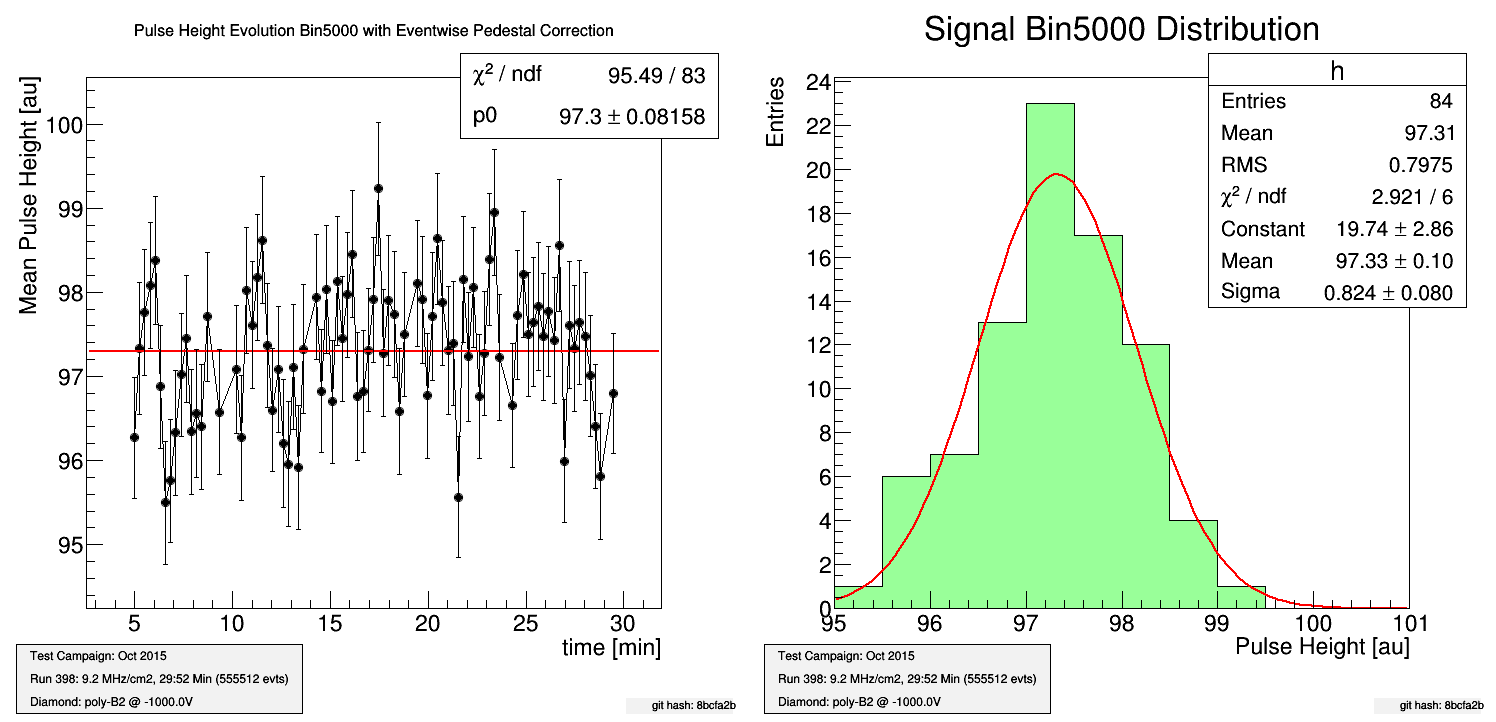 Pulse Height Evolution Bin5000 with Eventwise Pedestal Correction
χ² / ndf 95.49 / 83
p0 97.3 ± 0.08158
Mean Pulse Height [au]
100
99
98
97
96
95
5 10 15 20 25 30
time [min]
Test Campaign: Oct 2015
Run 398: 9.2 MHz/cm2, 29:52 Min (555512 evts)
Diamond: poly-B2 @ -1000.0V
git hash: 8bcfa2b
Signal Bin5000 Distribution
h
Entries 84
Mean 97.31
RMS 0.7975
χ² / ndf 2.921 / 6
Constant 19.74 ± 2.86
Mean 97.33 ± 0.10
Sigma 0.824 ± 0.080
Entries
24
22
20
18
16
14
12
10
8
6
4
2
0
95 96 97 98 99 100 101
Pulse Height [au]
Test Campaign: Oct 2015
Run 398: 9.2 MHz/cm2, 29:52 Min (555512 evts)
Diamond: poly-B2 @ -1000.0V
git hash: 8bcfa2b